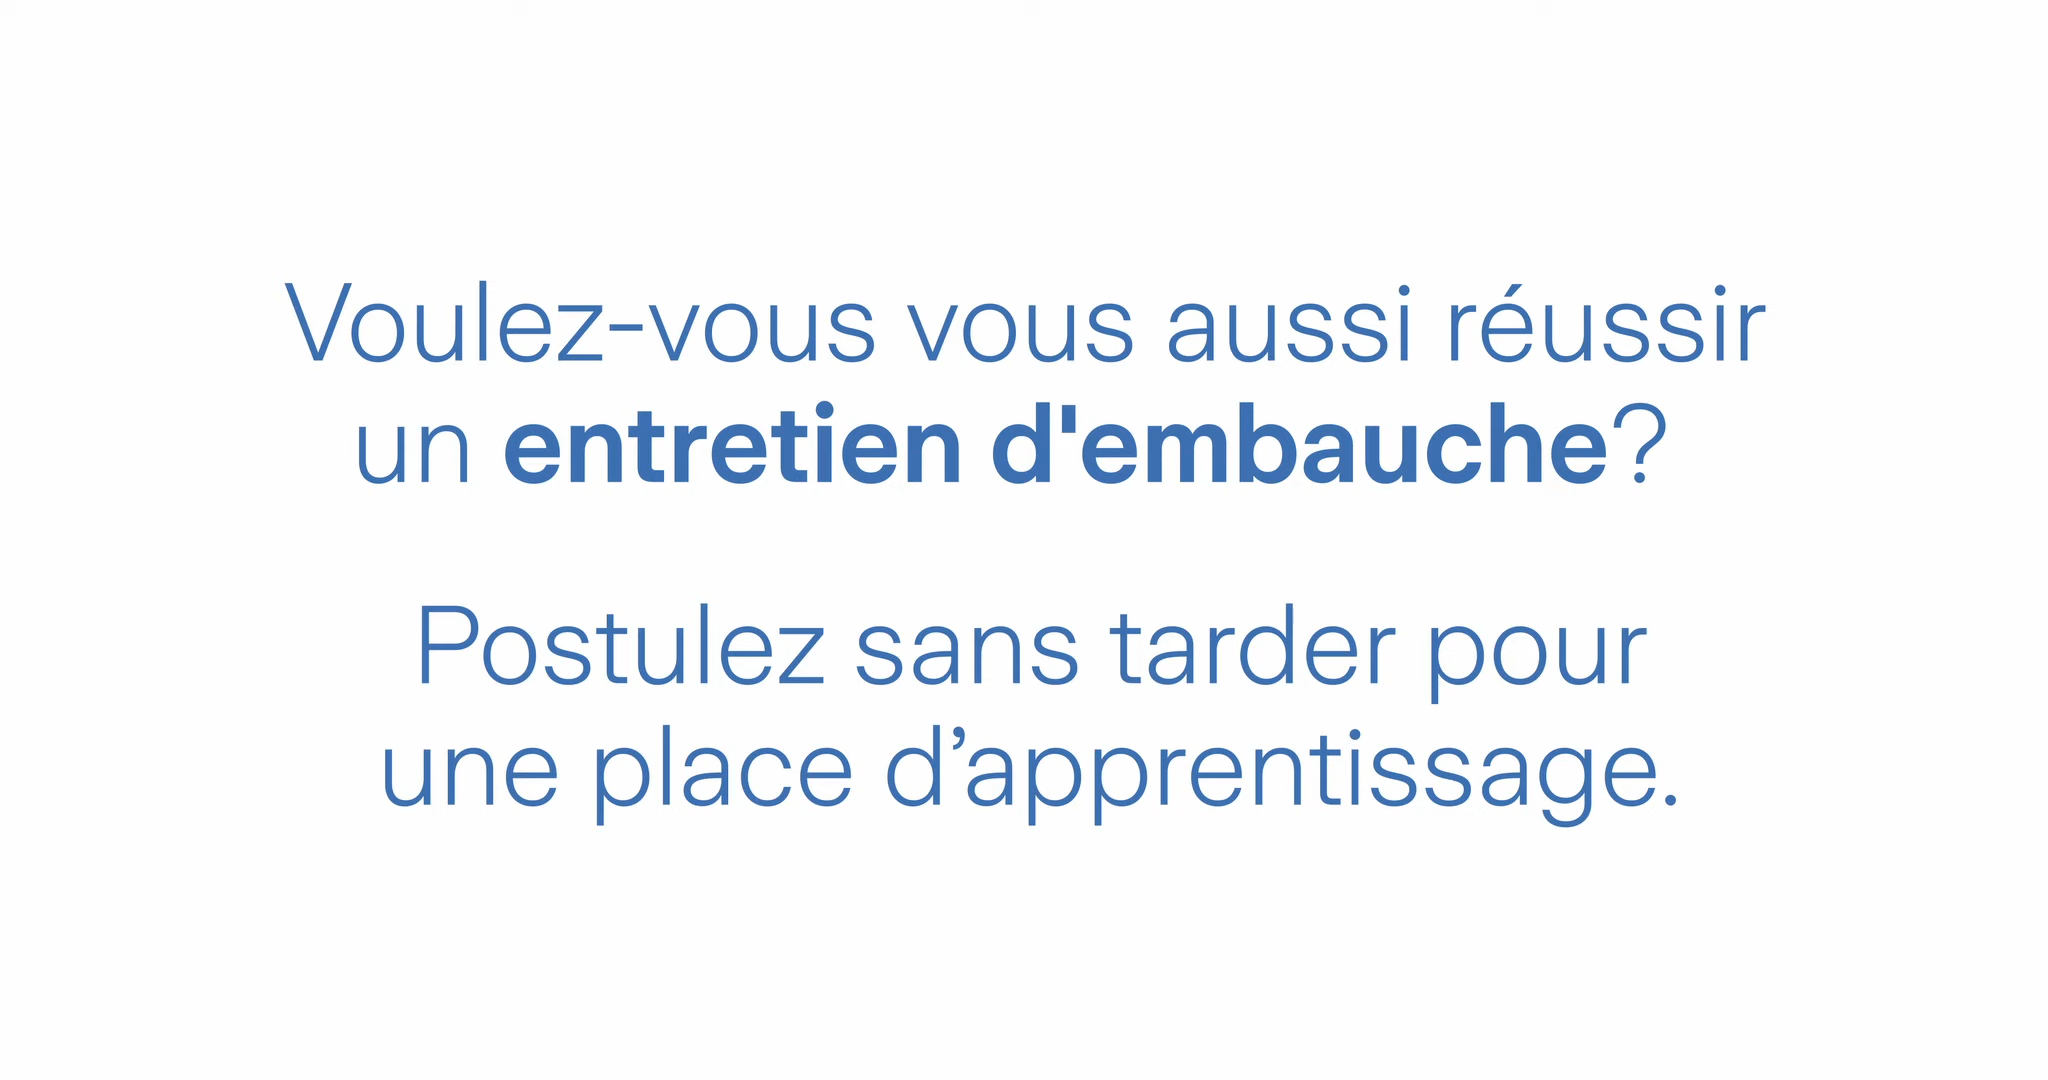 Voulez-vous vous aussi réussir
un entretien d'embauche?
Postulez sans tarder pour
une place d’apprentissage.